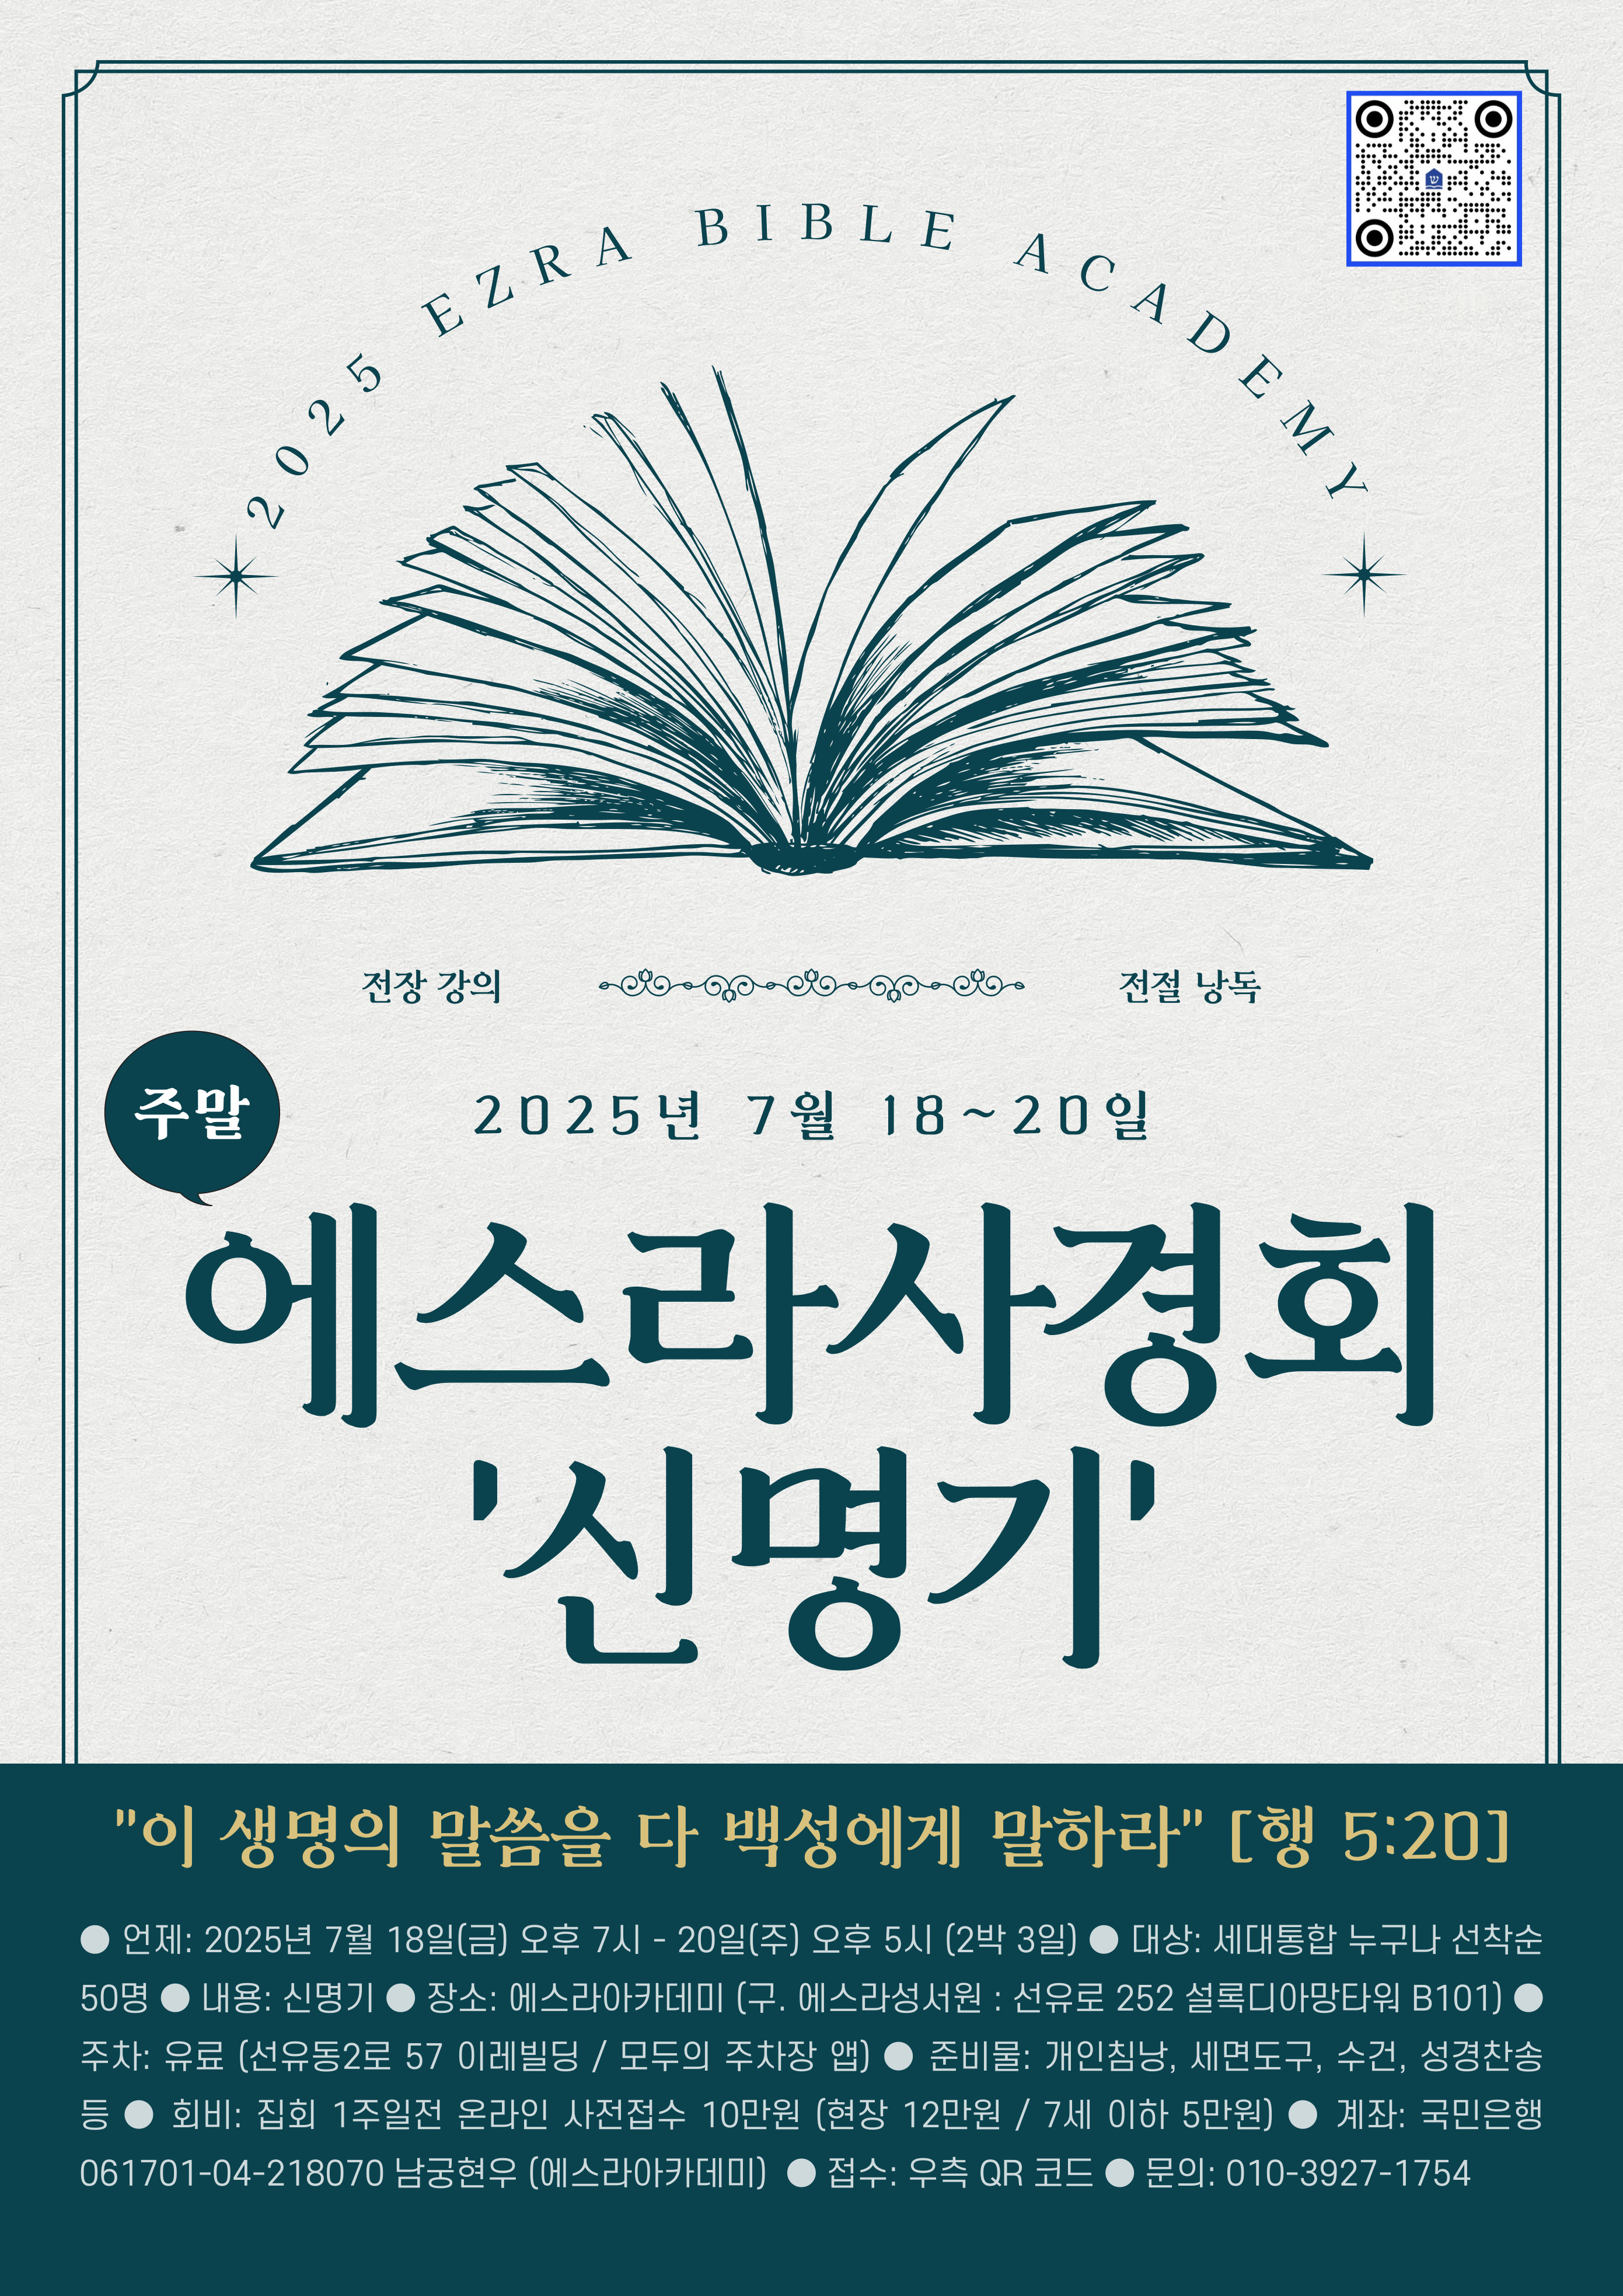 2025 EZRA BIBLE ACADEMY
전장 강의
전절 낭독
주말
2025년 7월 18~20일
에스라사경회
'신명기'
"이 생명의 말씀을 다 백성에게 말하라" [행 5:20]
● 언제: 2025년 7월 18일(금) 오후 7시 - 20일(주) 오후 5시 (2박 3일) ● 대상: 세대통합 누구나 선착순
50명 ● 내용: 신명기 ● 장소: 에스라아카데미 (구. 에스라성서원 : 선유로 252 설록디아망타워 B101) ●
주차: 유료 (선유동2로 57 이레빌딩 / 모두의 주차장 앱) ● 준비물: 개인침낭, 세면도구, 수건, 성경찬송
등 ● 회비: 집회 1주일전 온라인 사전접수 10만원 (현장 12만원 / 7세 이하 5만원) ● 계좌: 국민은행
061701-04-218070 남궁현우 (에스라아카데미) ● 접수: 우측 QR 코드 ● 문의: 010-3927-1754